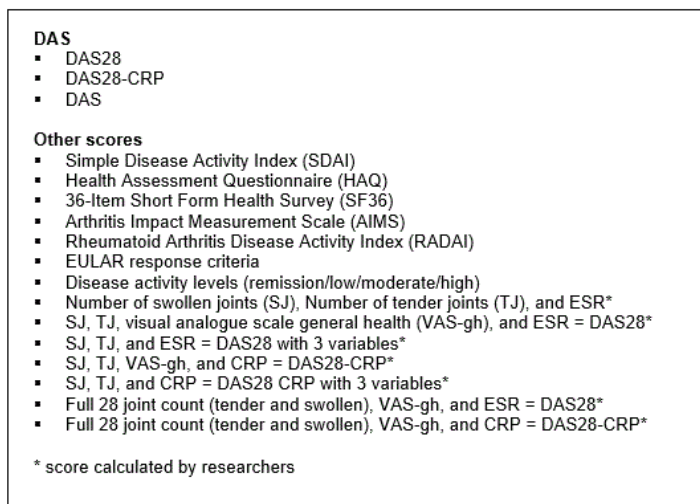 DAS
▪ DAS28
▪ DAS28-CRP
▪ DAS
Other scores
▪ Simple Disease Activity Index (SDAI)
▪ Health Assessment Questionnaire (HAQ)
▪ 36-Item Short Form Health Survey (SF36)
▪ Arthritis Impact Measurement Scale (AIMS)
▪ Rheumatoid Arthritis Disease Activity Index (RADAI)
▪ EULAR response criteria
▪ Disease activity levels (remission/low/moderate/high)
▪ Number of swollen joints (SJ), Number of tender joints (TJ), and ESR*
▪ SJ, TJ, visual analogue scale general health (VAS-gh), and ESR = DAS28*
▪ SJ, TJ, and ESR = DAS28 with 3 variables*
▪ SJ, TJ, VAS-gh, and CRP = DAS28-CRP*
▪ SJ, TJ, and CRP = DAS28 CRP with 3 variables*
▪ Full 28 joint count (tender and swollen), VAS-gh, and ESR = DAS28*
▪ Full 28 joint count (tender and swollen), VAS-gh, and CRP = DAS28-CRP*
* score calculated by researchers